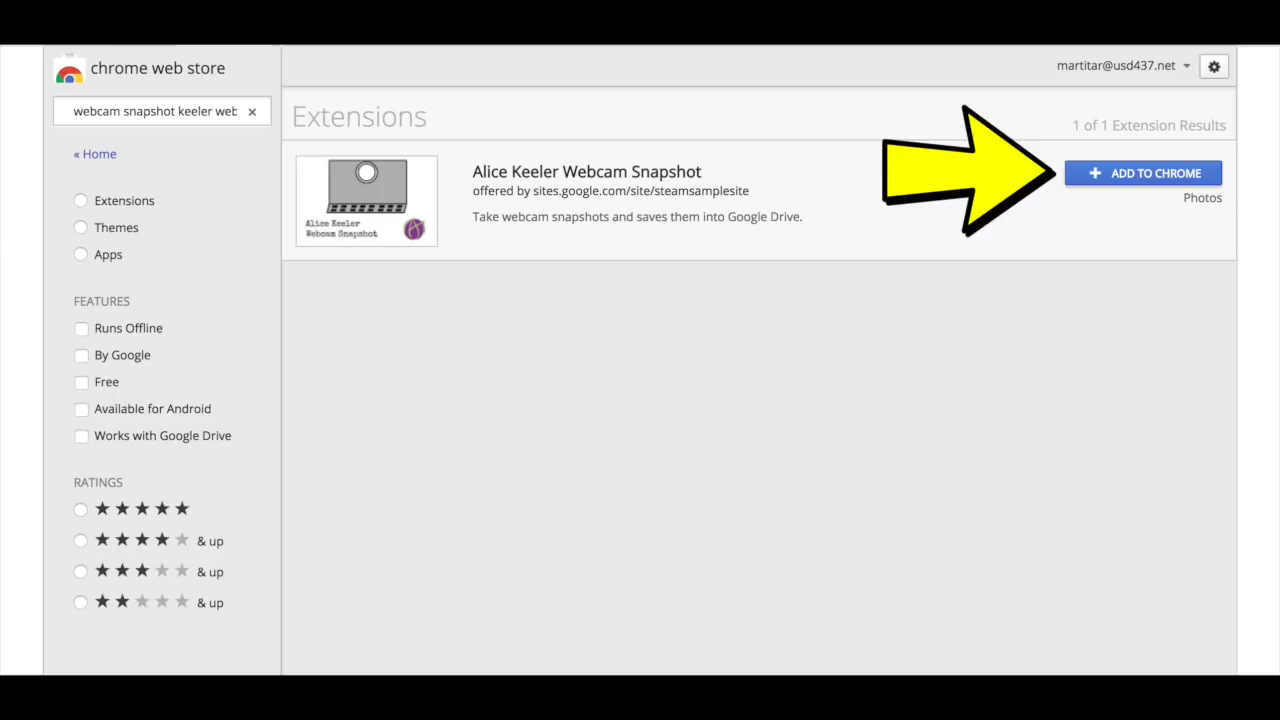 chrome web store
martitar@usd437.net
webcam snapshot keeler web
Extensions
1 of 1 Extension Results
« Home
Alice Keeler Webcam Snapshot
offered by sites.google.com/site/steamsamplesite
Take webcam snapshots and saves them into Google Drive.
ADD TO CHROME
Photos
Alice Keeler
Webcam Snapshot
Extensions
Themes
Apps
FEATURES
Runs Offline
By Google
Free
Available for Android
Works with Google Drive
RATINGS
& up
& up
& up